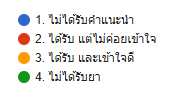 1. ไม่ได้รับคำแนะนำ
2. ได้รับ แต่ไม่ค่อยเข้าใจ
3. ได้รับ และเข้าใจดี
4. ไม่ได้รับยา